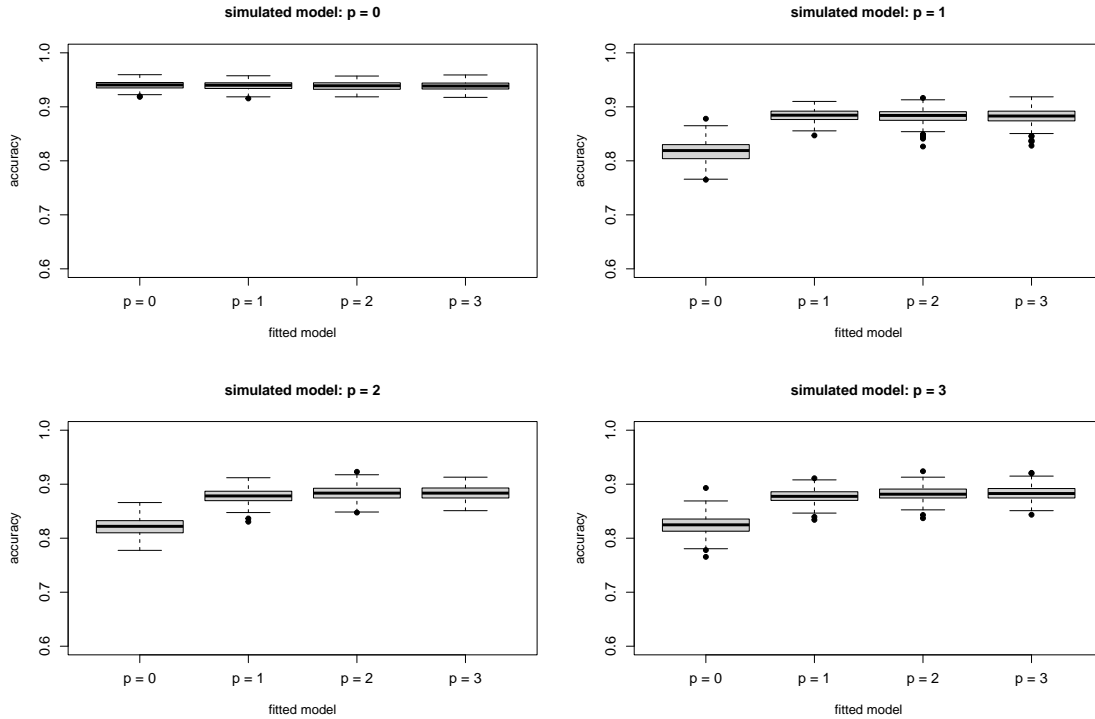 simulated model: p = 0
accuracy
1.0
0.9
0.8
0.7
0.6
p = 0 p = 1 p = 2 p = 3
fitted model
simulated model: p = 1
accuracy
1.0
0.9
0.8
0.7
0.6
p = 0 p = 1 p = 2 p = 3
fitted model
simulated model: p = 2
accuracy
1.0
0.9
0.8
0.7
0.6
p = 0 p = 1 p = 2 p = 3
fitted model
simulated model: p = 3
accuracy
1.0
0.9
0.8
0.7
0.6
p = 0 p = 1 p = 2 p = 3
fitted model